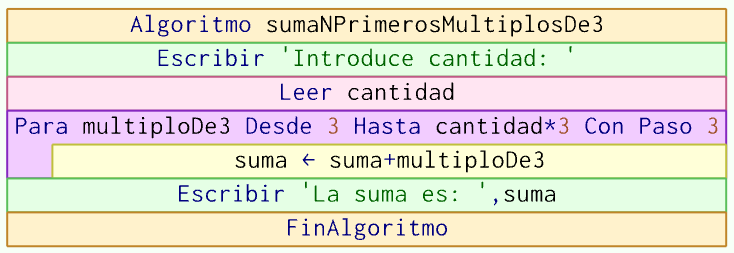 Algoritmo sumaNPrimerosMultiplosDe3
Escribir 'Introduce cantidad: '
Leer cantidad
Para multiploDe3 Desde 3 Hasta cantidad*3 Con Paso 3
suma ← suma+multiploDe3
Escribir 'La suma es: ',suma
FinAlgoritmo